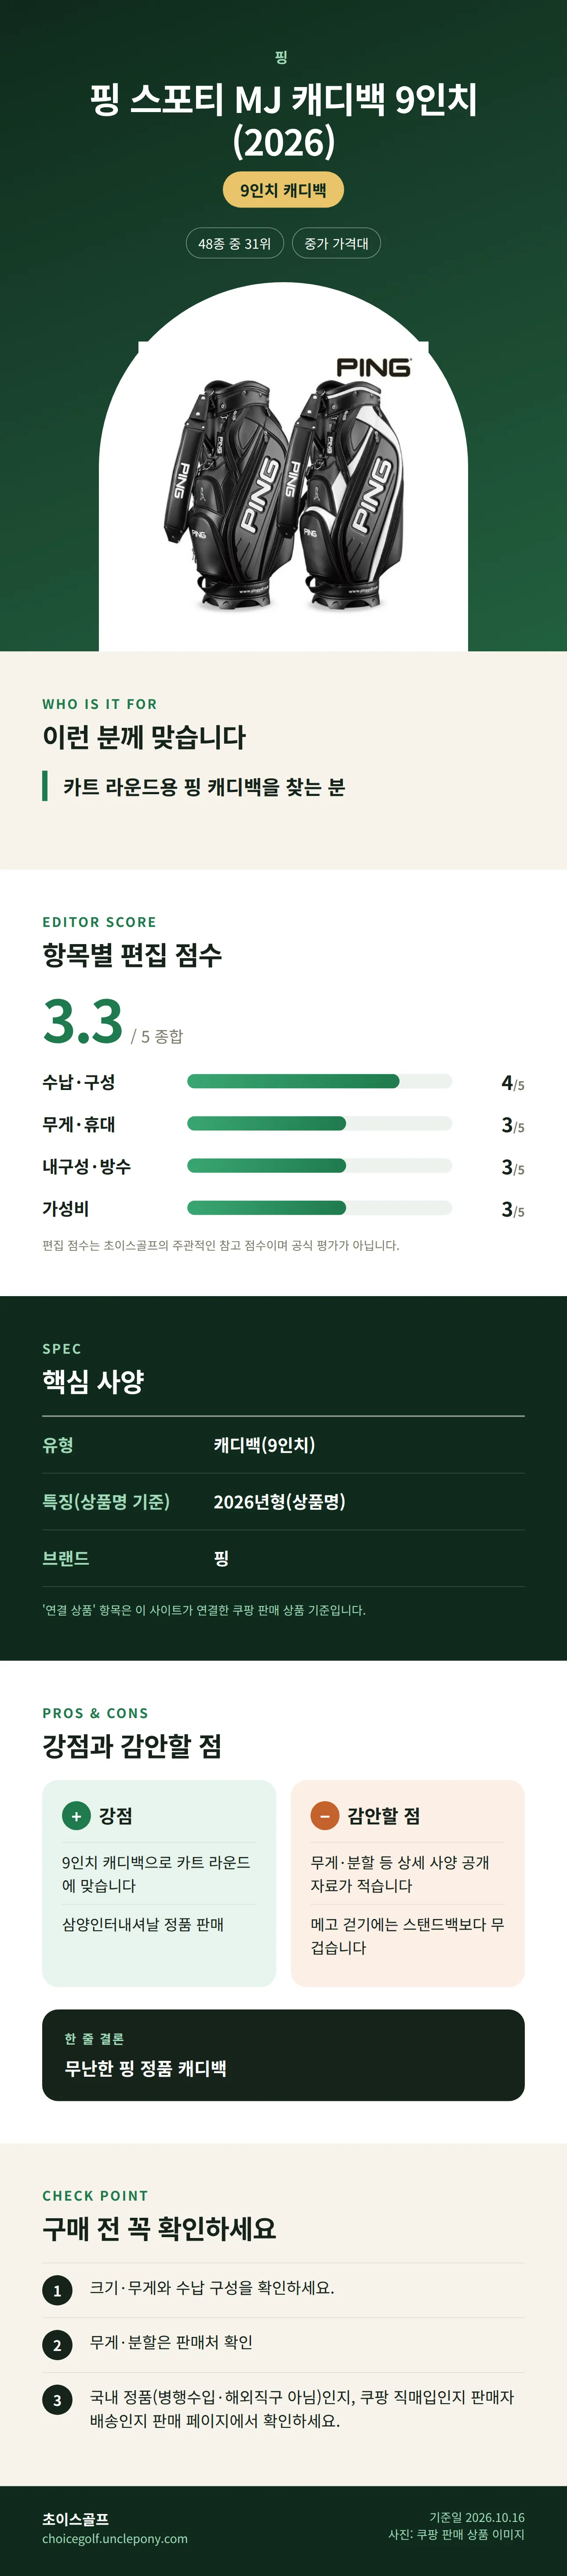 핑
핑 스포티 MJ 캐디백 9인치
(2026)
9인치 캐디백
48종 중 31위
중가 가격대
PING
PING
PING
PING
PING
PING
PING
WHO IS IT FOR
이런 분께 맞습니다
카트 라운드용 핑 캐디백을 찾는 분
EDITOR SCORE
항목별 편집 점수
3.3 / 5 종합
수납·구성 4/5
무게·휴대 3/5
내구성·방수 3/5
가성비 3/5
편집 점수는 초이스골프의 주관적인 참고 점수이며 공식 평가가 아닙니다.
SPEC
핵심 사양
유형 캐디백(9인치)
특징(상품명 기준) 2026년형(상품명)
브랜드 핑
'연결 상품' 항목은 이 사이트가 연결한 쿠팡 판매 상품 기준입니다.
PROS & CONS
강점과 감안할 점
+ 강점
9인치 캐디백으로 카트 라운드
에 맞습니다
삼양인터내셔날 정품 판매
− 감안할 점
무게·분할 등 상세 사양 공개
자료가 적습니다
메고 걷기에는 스탠드백보다 무
겁습니다
한 줄 결론
무난한 핑 정품 캐디백
CHECK POINT
구매 전 꼭 확인하세요
1 크기·무게와 수납 구성을 확인하세요.
2 무게·분할은 판매처 확인
3 국내 정품(병행수입·해외직구 아님)인지, 쿠팡 직매입인지 판매자
배송인지 판매 페이지에서 확인하세요.
초이스골프
choicegolf.unclepony.com
기준일 2026.10.16
사진: 쿠팡 판매 상품 이미지